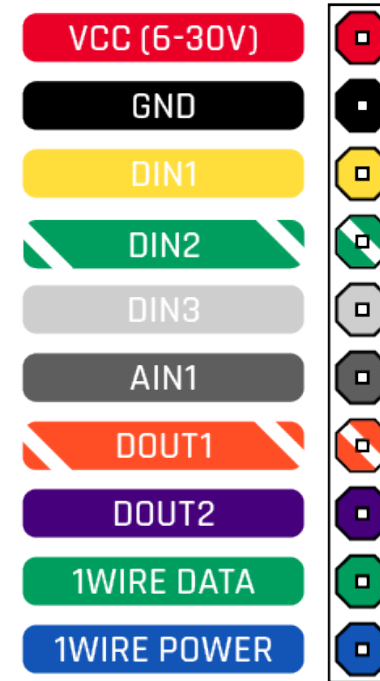 VCC (6-30V)
GND
DIN1
DIN2
DIN3
AIN1
DOUT1
DOUT2
1WIRE DATA
1WIRE POWER